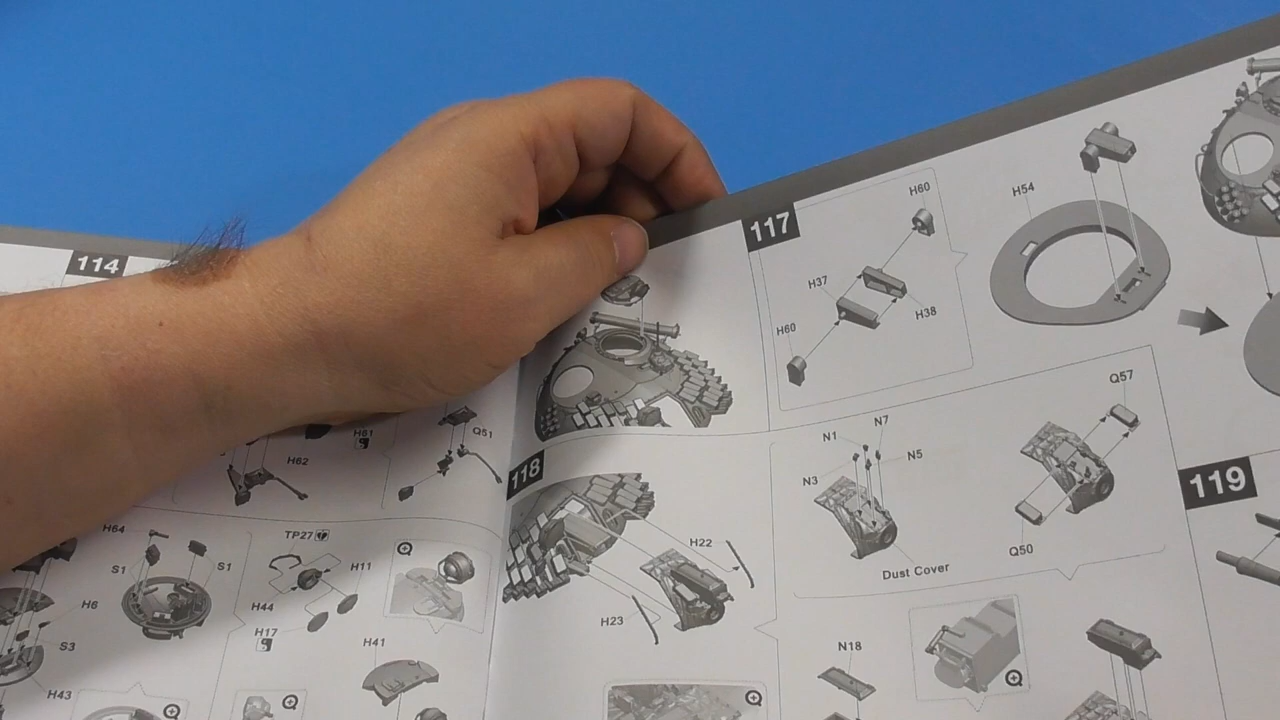 114
H61
H62
Q51
H64
S1
S1
H6
S3
H43
TP27
H11
H44
H17
H41
117
H60
H37
H38
H60
H54
118
H22
H23
N1
N7
N3
N5
Q57
Q50
Dust Cover
N18
119